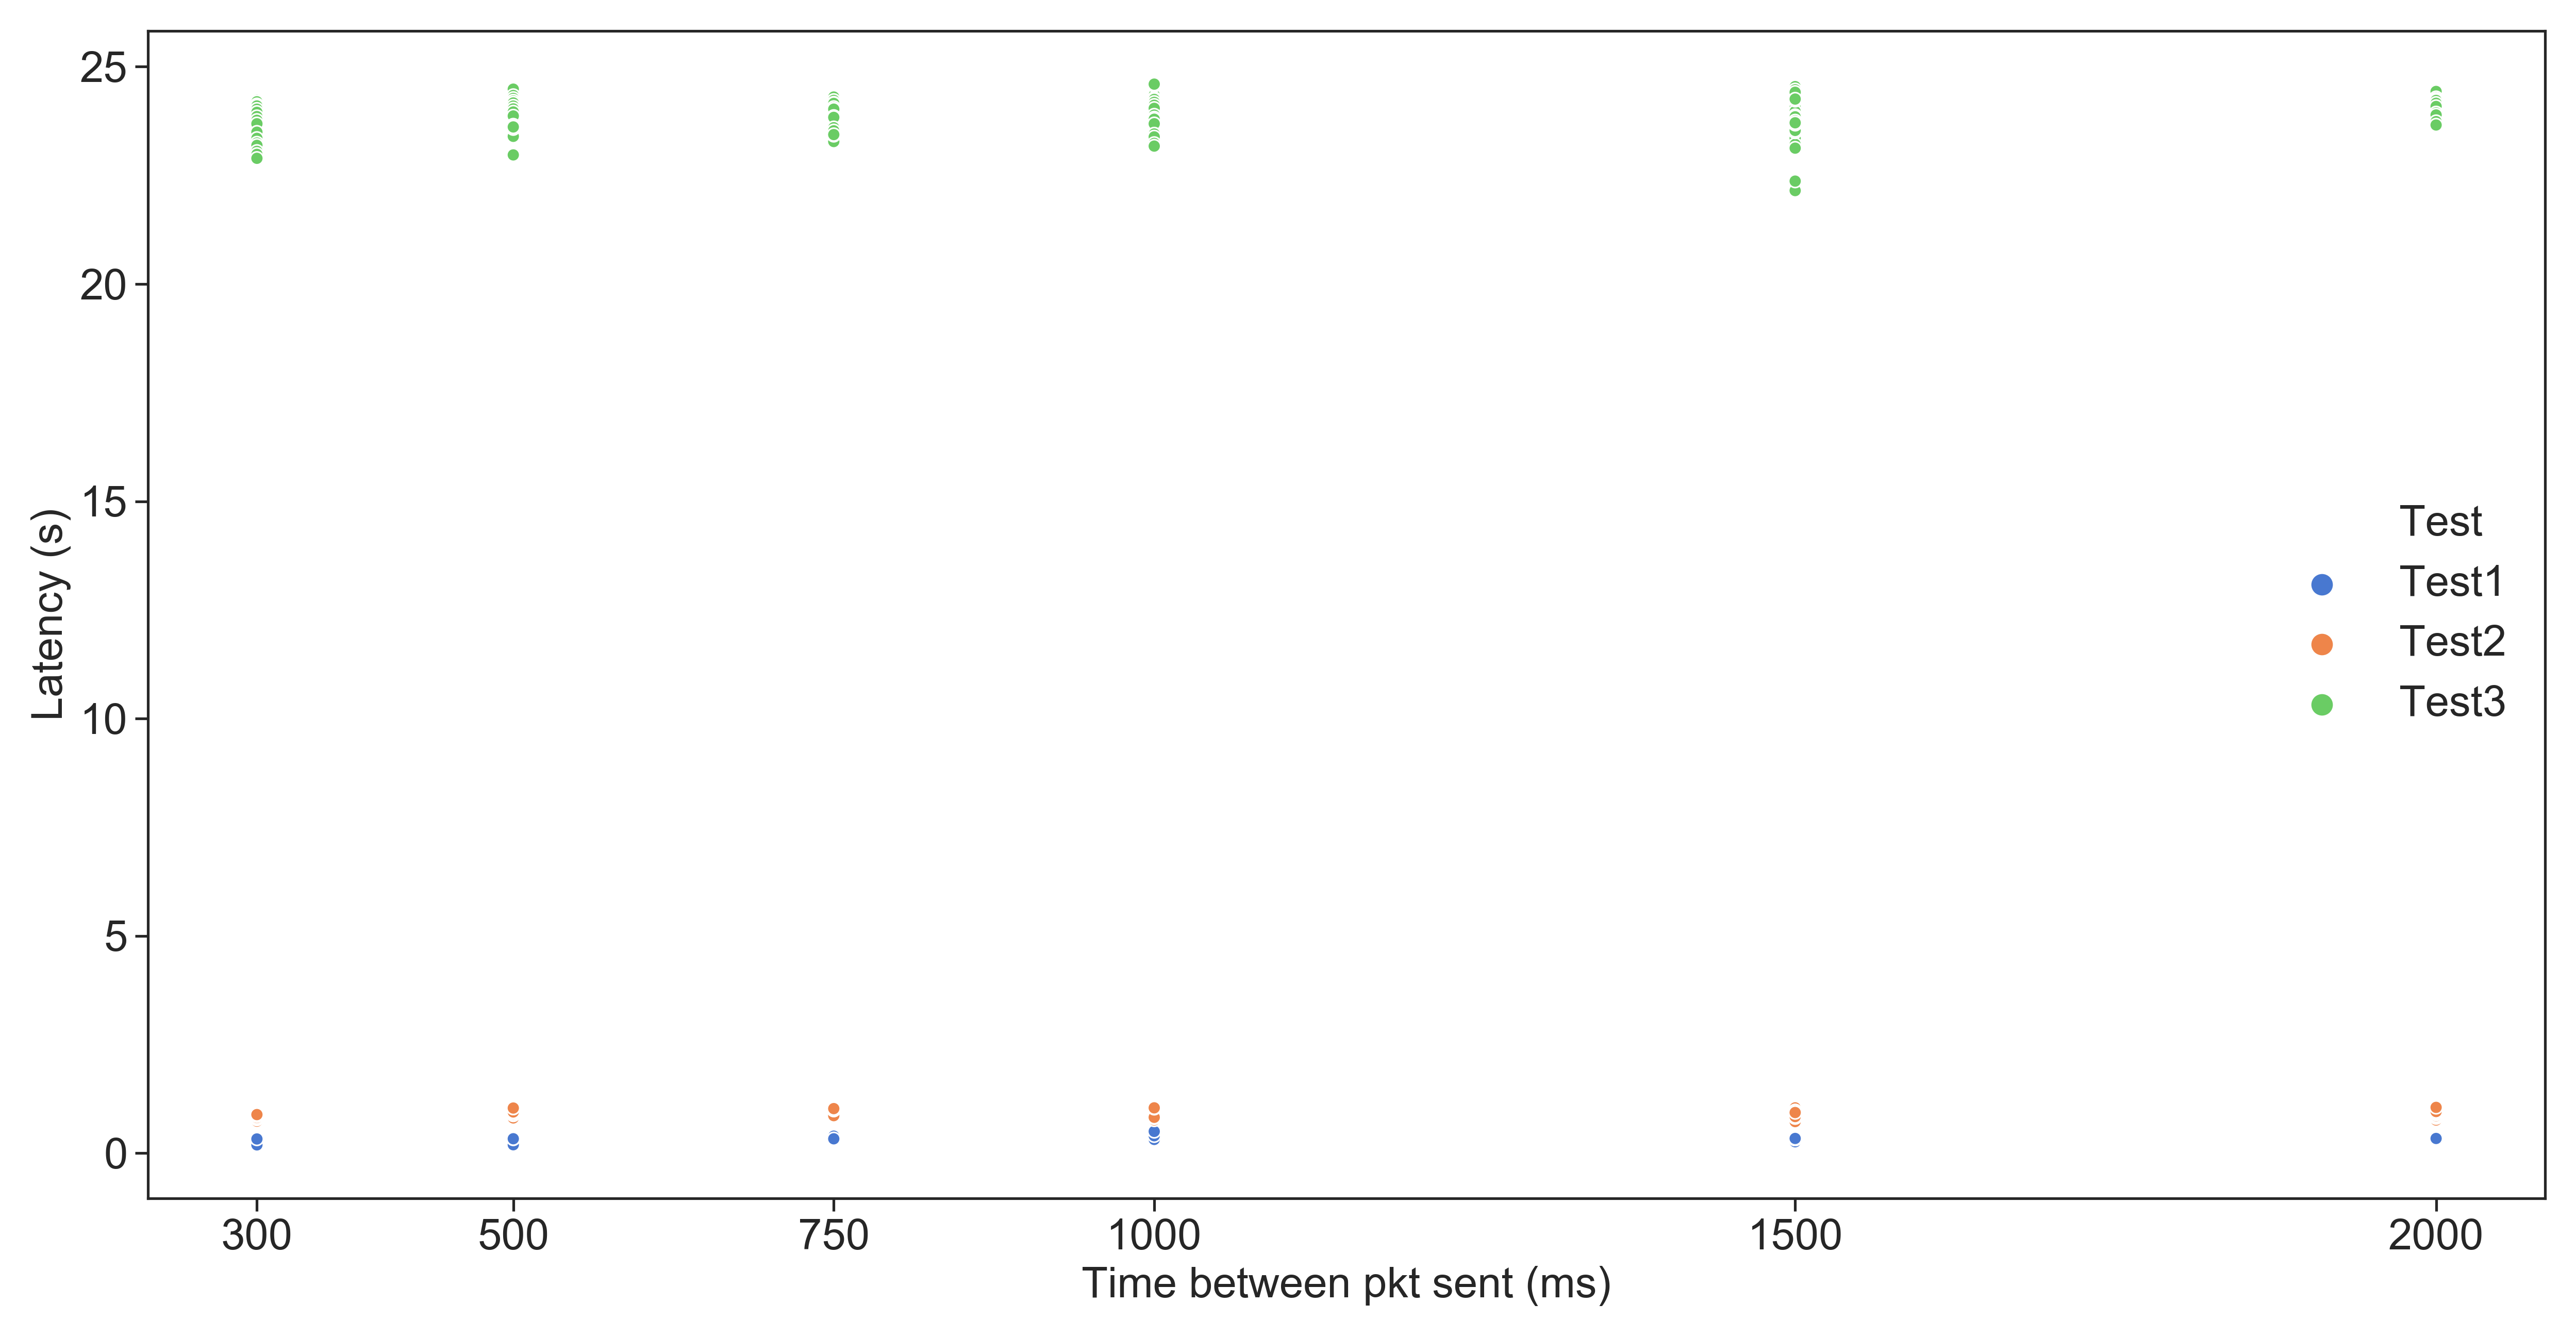 25
20
15
10
5
0
Latency (s)
Test
Test1
Test2
Test3
300 500 750 1000 1500 2000
Time between pkt sent (ms)